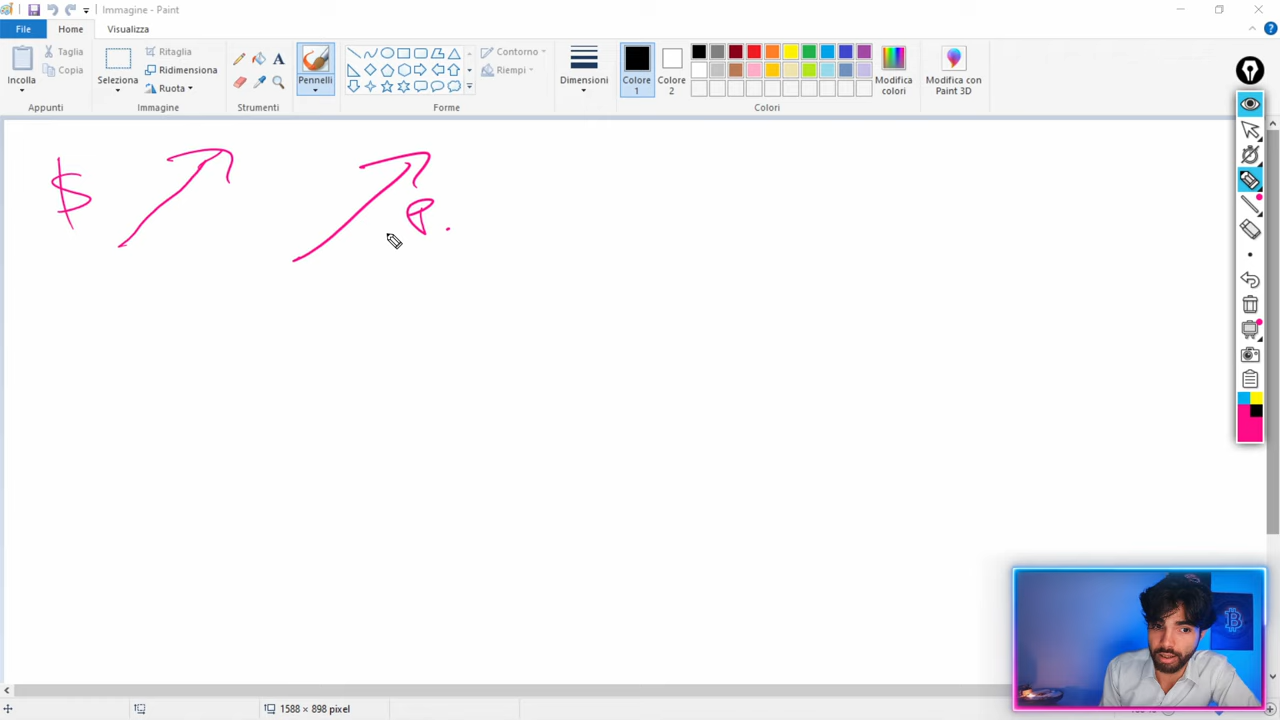 Immagine - Paint
File Home Visualizza
Incolla
Taglia
Copia
Appunti
Seleziona
Ritaglia
Ridimensiona
Ruota
Immagine
A
Strumenti
Pennelli
Contorno
Riempi
Forme
Dimensioni
Colore
1
Colore
2
Modifica
colori
Colori
Modifica con
Paint 3D
$
1588 × 898 pixel